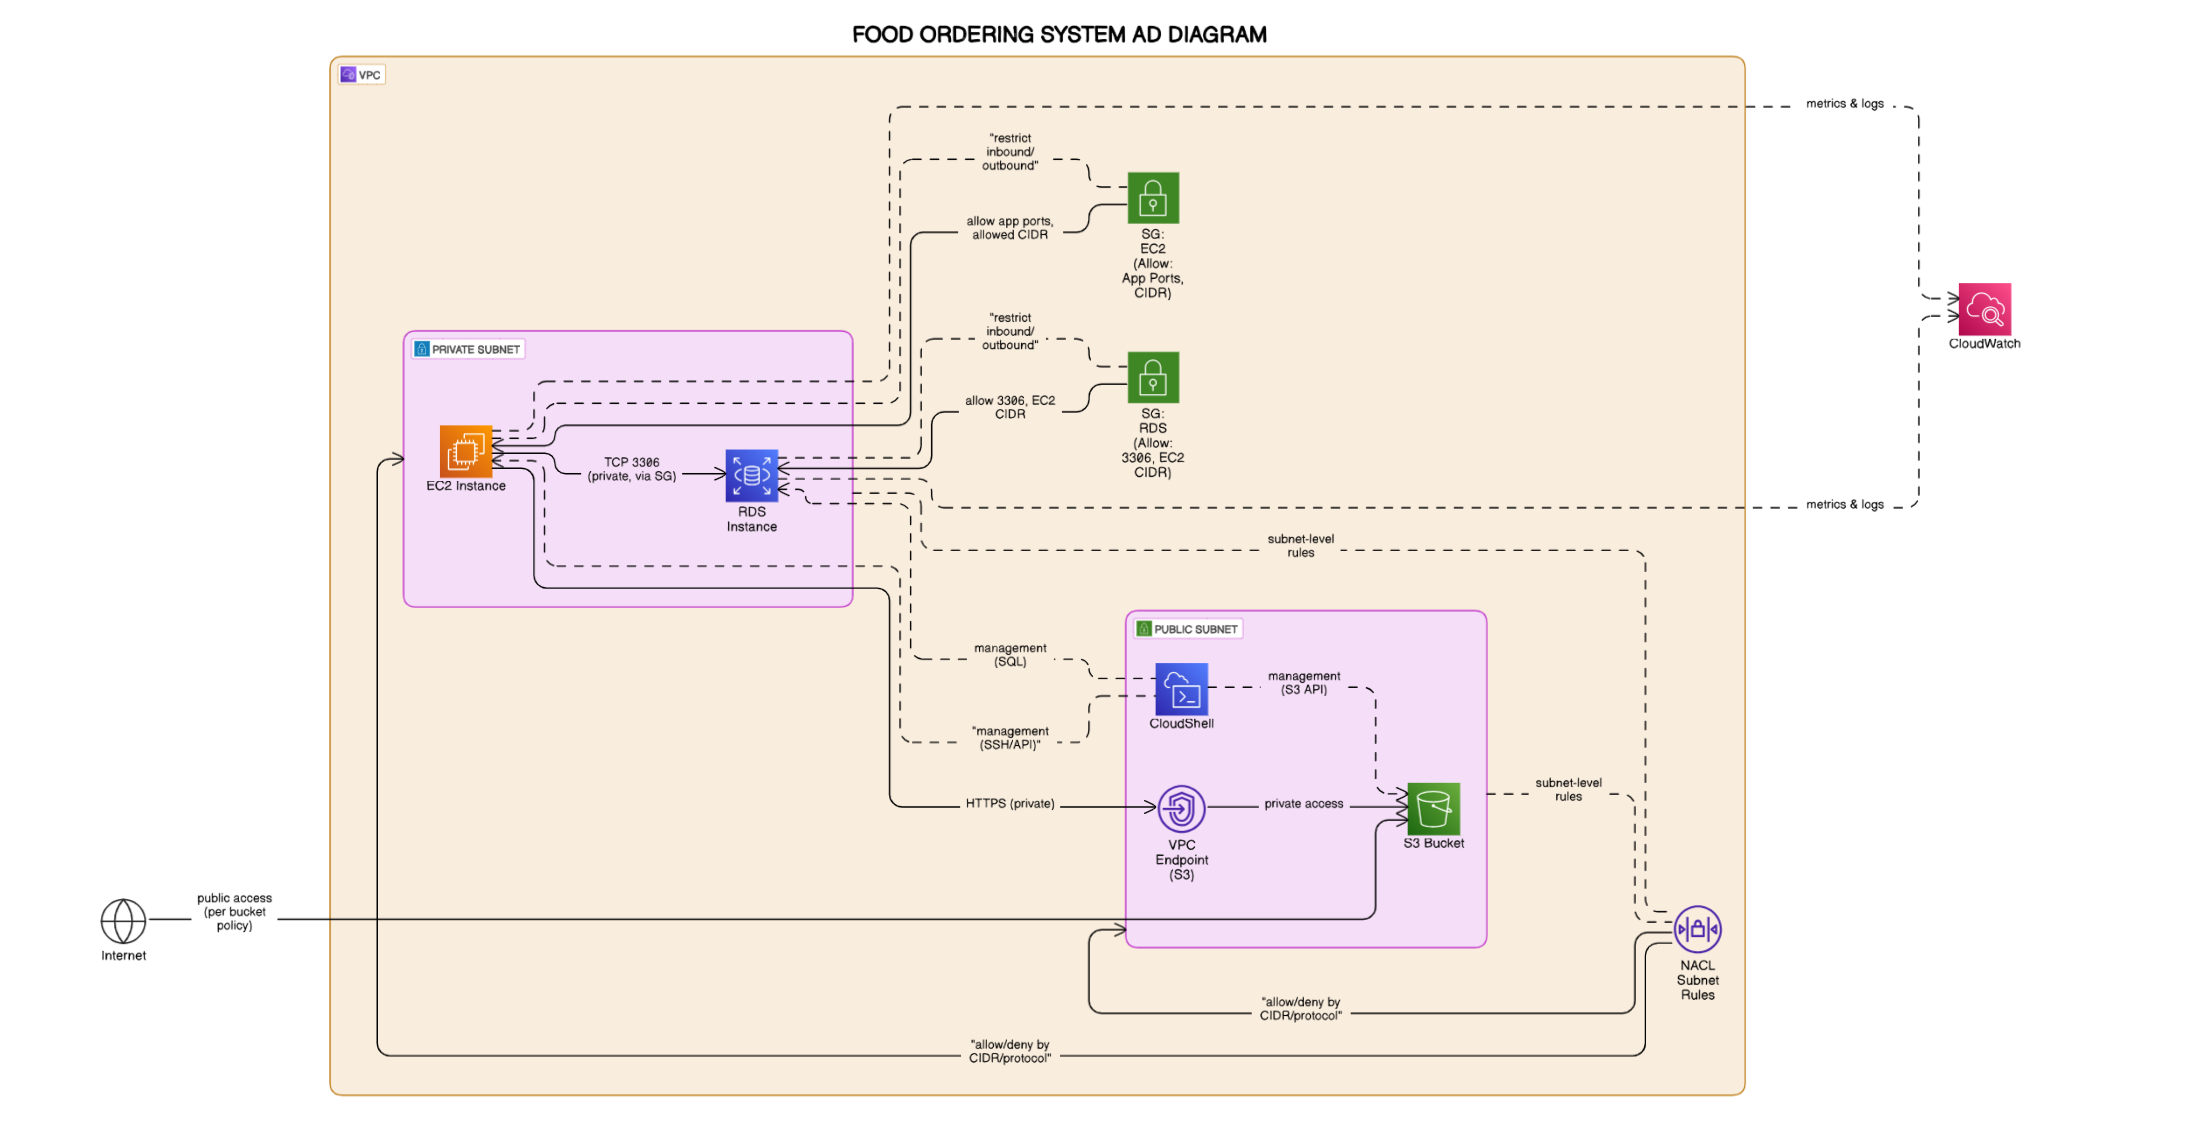 FOOD ORDERING SYSTEM AD DIAGRAM
VPC
metrics & logs
"restrict
inbound/
outbound"
allow app ports,
allowed CIDR
SG:
EC2
(Allow:
App Ports,
CIDR)
"restrict
inbound/
outbound"
allow 3306, EC2
CIDR
SG:
RDS
(Allow:
3306, EC2
CIDR)
CloudWatch
PRIVATE SUBNET
EC2 Instance
TCP 3306
(private, via SG)
RDS
Instance
metrics & logs
subnet-level
rules
PUBLIC SUBNET
management
(SQL)
management
(S3 API)
CloudShell
"management
(SSH/API)"
HTTPS (private)
private access
VPC
Endpoint
(S3)
S3 Bucket
subnet-level
rules
public access
(per bucket
policy)
Internet
NACL
Subnet
Rules
"allow/deny by
CIDR/protocol"
"allow/deny by
CIDR/protocol"